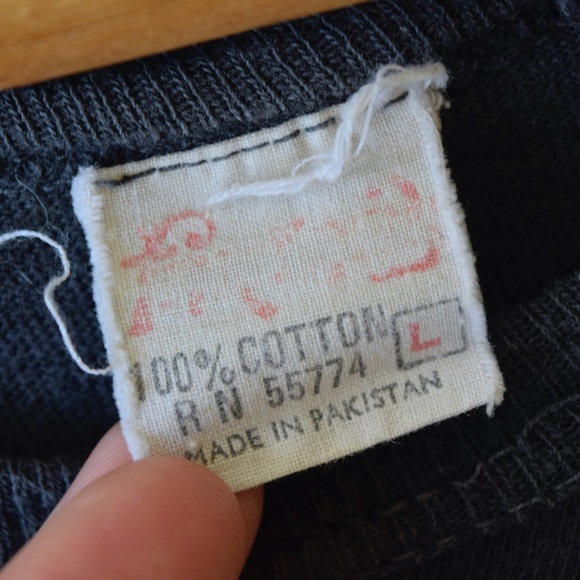 100% COTTON
L
R N 55774
MADE IN PAKISTAN